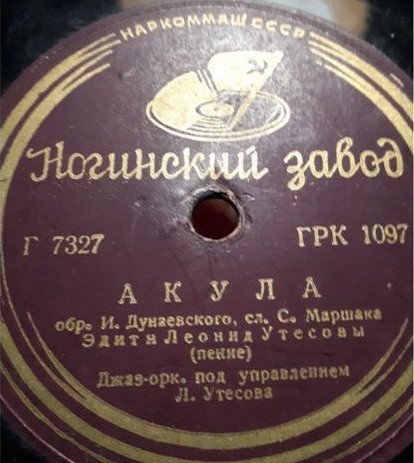 НАРКОММАШ СССР
Ногинский завод
Г 7327
ГРК 1097
АКУЛА
обр. И. Дунаевского, сл. С. Маршака
Эдит и Леонид Утесовы
(пение)
Джаз-орк. под управлением
Л. Утесова